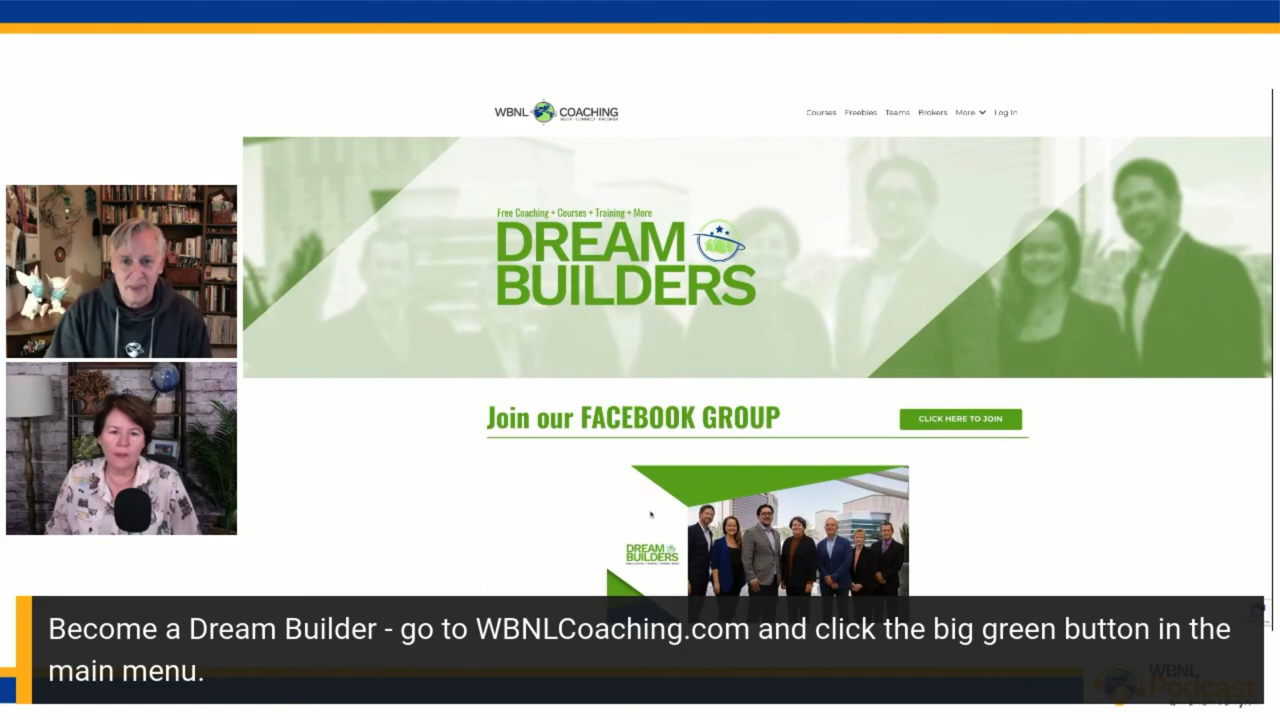 WBNL COACHING
Courses Freebies Teams Brokers More Log In
Free Coaching + Courses + Training + More
DREAM
BUILDERS
Join our FACEBOOK GROUP
CLICK HERE TO JOIN
DREAM
BUILDERS
Become a Dream Builder - go to WBNLCoaching.com and click the big green button in the
main menu.
WBNL
Podcast